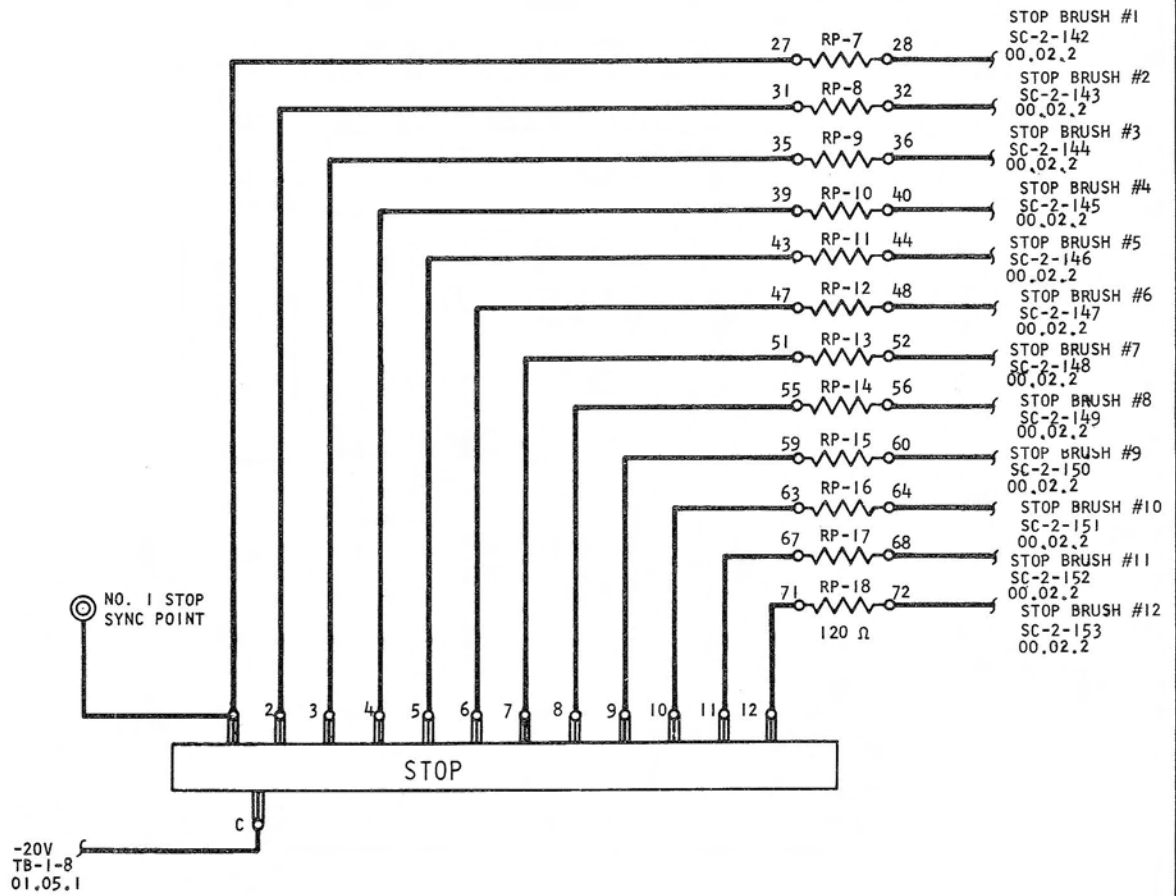 STOP BRUSH #1
SC-2-142
00.02.2
27 RP-7 28
STOP BRUSH #2
SC-2-143
00.02.2
31 RP-8 32
STOP BRUSH #3
SC-2-144
00.02.2
35 RP-9 36
STOP BRUSH #4
SC-2-145
00.02.2
39 RP-10 40
STOP BRUSH #5
SC-2-146
00.02.2
43 RP-11 44
STOP BRUSH #6
SC-2-147
00.02.2
47 RP-12 48
STOP BRUSH #7
SC-2-148
00.02.2
51 RP-13 52
STOP BRUSH #8
SC-2-149
00.02.2
55 RP-14 56
STOP BRUSH #9
SC-2-150
00.02.2
59 RP-15 60
STOP BRUSH #10
SC-2-151
00.02.2
63 RP-16 64
STOP BRUSH #11
SC-2-152
00.02.2
67 RP-17 68
STOP BRUSH #12
SC-2-153
00.02.2
71 RP-18 72
120 Ω
NO. 1 STOP
SYNC POINT
2 3 4 5 6 7 8 9 10 11 12
STOP
C
-20V
TB-1-8
01.05.1